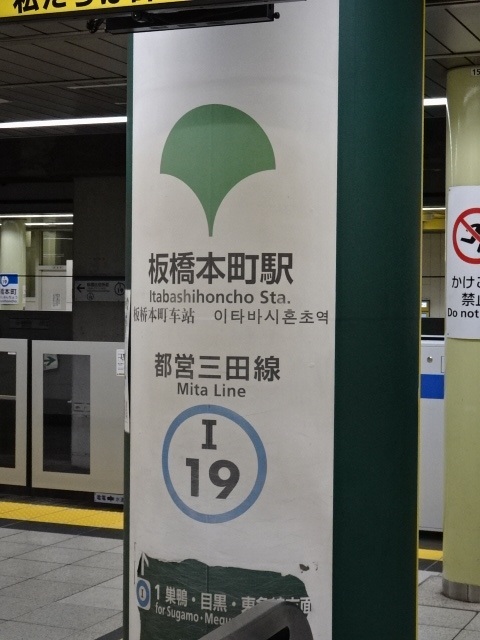 板橋本町駅
Itabashihoncho Sta.
板桥本町车站 이타바시혼초역
都営三田線
Mita Line
I
19
1 巣鴨・目黒・
for Sugamo・
かけ
禁
Do not